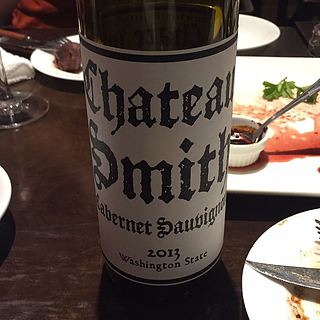 Chateau
Smith
Cabernet Sauvignon
2013
Washington State